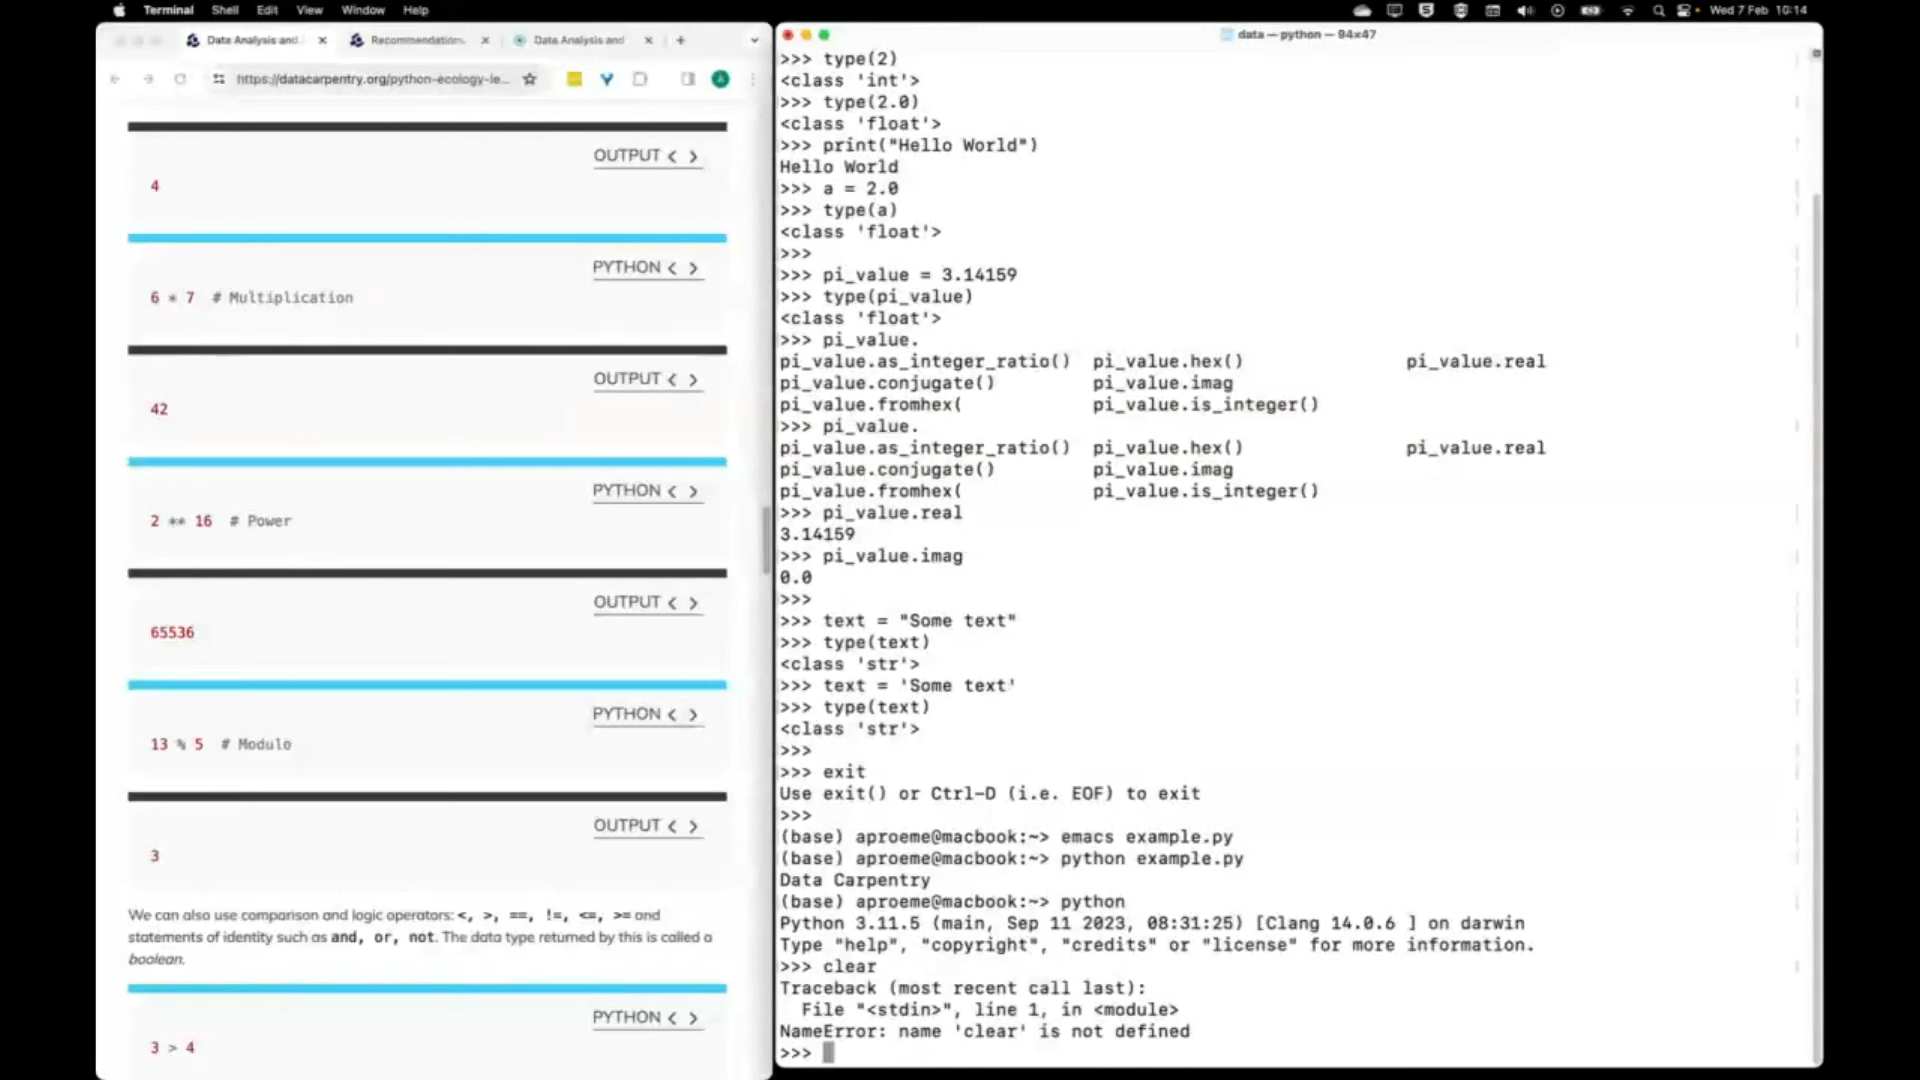 Terminal Shell Edit View Window Help
Wed 7 Feb 10:14
Data Analysis and
Recommendation
Data Analysis and
https://datacarpentry.org/python-ecology-le...
OUTPUT < >
4
PYTHON < >
6 * 7 # Multiplication
OUTPUT < >
42
PYTHON < >
2 ** 16 # Power
OUTPUT < >
65536
PYTHON < >
13 % 5 # Modulo
OUTPUT < >
3
We can also use comparison and logic operators: <, >, ==, !=, <=, >= and
statements of identity such as and, or, not. The data type returned by this is called a
boolean.
PYTHON < >
3 > 4
data — python — 94×47
>>> type(2)
<class 'int'>
>>> type(2.0)
<class 'float'>
>>> print("Hello World")
Hello World
>>> a = 2.0
>>> type(a)
<class 'float'>
>>>
>>> pi_value = 3.14159
>>> type(pi_value)
<class 'float'>
>>> pi_value.
pi_value.as_integer_ratio() pi_value.hex() pi_value.real
pi_value.conjugate() pi_value.imag
pi_value.fromhex( pi_value.is_integer()
>>> pi_value.
pi_value.as_integer_ratio() pi_value.hex() pi_value.real
pi_value.conjugate() pi_value.imag
pi_value.fromhex( pi_value.is_integer()
>>> pi_value.real
3.14159
>>> pi_value.imag
0.0
>>>
>>> text = "Some text"
>>> type(text)
<class 'str'>
>>> text = 'Some text'
>>> type(text)
<class 'str'>
>>>
>>> exit
Use exit() or Ctrl-D (i.e. EOF) to exit
>>>
(base) aproeme@macbook:~> emacs example.py
(base) aproeme@macbook:~> python example.py
Data Carpentry
(base) aproeme@macbook:~> python
Python 3.11.5 (main, Sep 11 2023, 08:31:25) [Clang 14.0.6 ] on darwin
Type "help", "copyright", "credits" or "license" for more information.
>>> clear
Traceback (most recent call last):
File "<stdin>", line 1, in <module>
NameError: name 'clear' is not defined
>>>